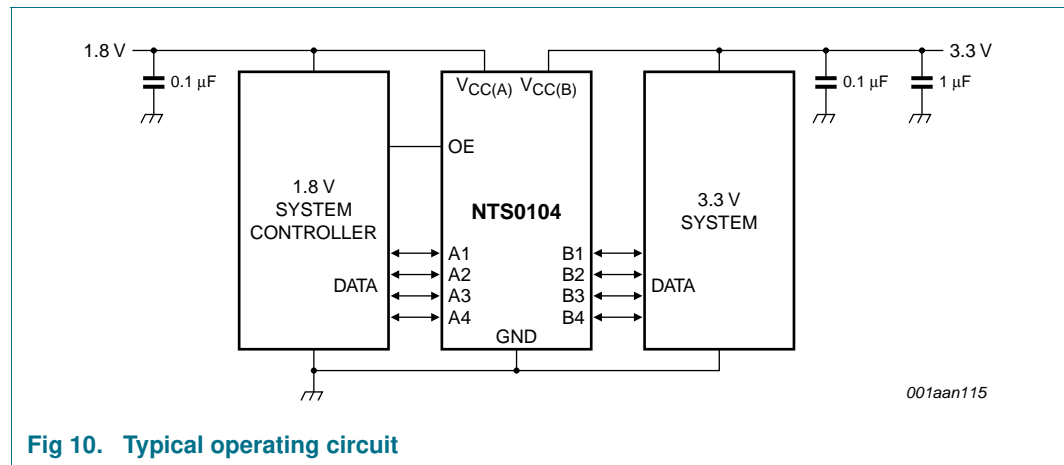 1.8 V
3.3 V
0.1 μF
VCC(A) VCC(B)
0.1 μF
1 μF
OE
1.8 V
SYSTEM
CONTROLLER
NTS0104
3.3 V
SYSTEM
A1
A2
A3
A4
DATA
B1
B2
B3
B4
DATA
GND
001aan115
Fig 10. Typical operating circuit